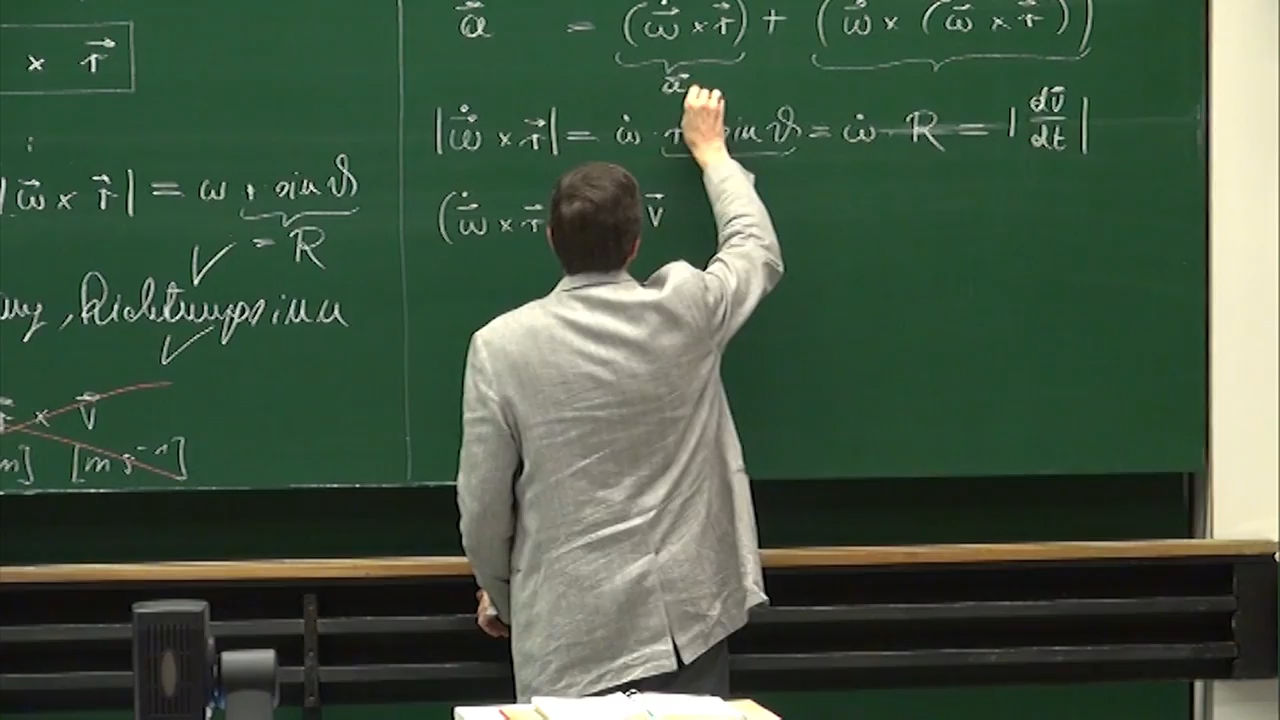 × r⃗
:
|ω⃗ × r⃗| = ω r sin ϑ
= R
✓
, Richtungssinn
✓
× v⃗
m] [m s⁻¹]
a⃗ = (ω⃗̇ × r⃗) + (ω⃗ × (ω⃗ × r⃗))
a⃗
|ω⃗̇ × r⃗| = ω̇ · r sin ϑ = ω̇ · R = |dv⃗/dt|
(ω⃗̇ × r⃗ v⃗